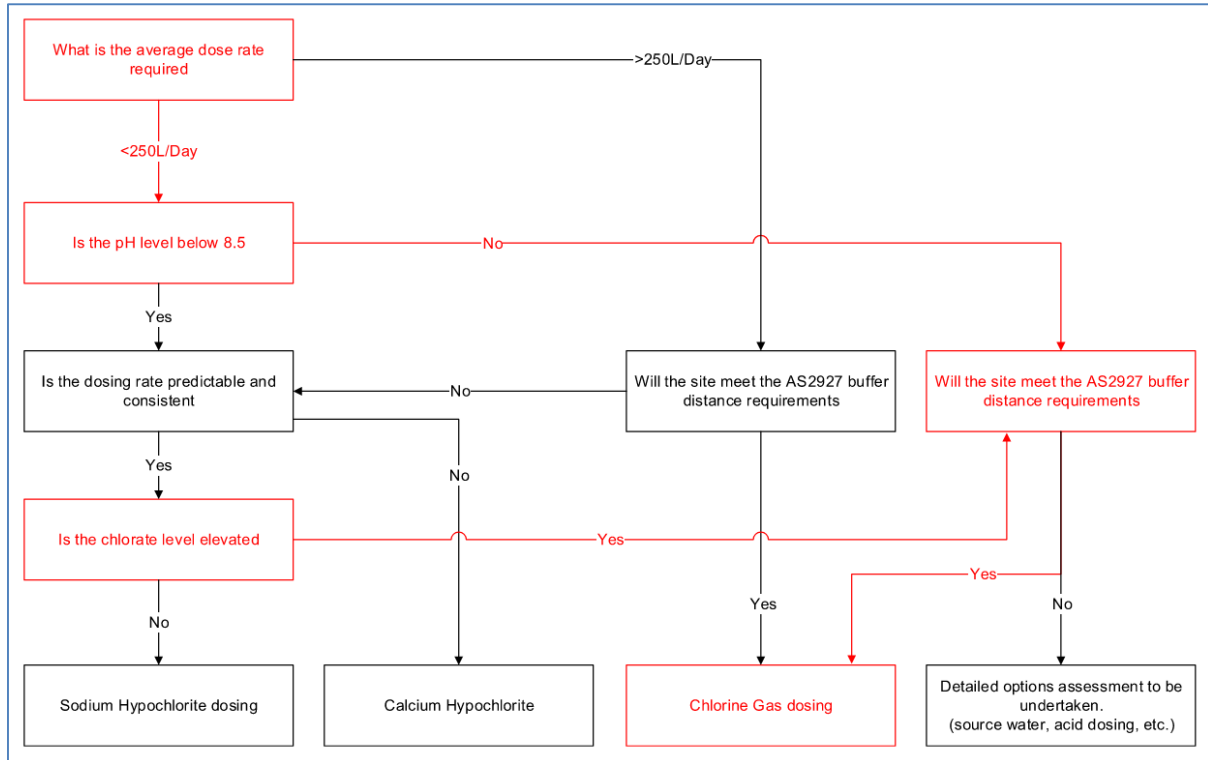 What is the average dose rate
required
>250L/Day
<250L/Day
Is the pH level below 8.5
No
Yes
Is the dosing rate predictable and
consistent
No
Will the site meet the AS2927 buffer
distance requirements
Will the site meet the AS2927 buffer
distance requirements
Yes
No
Is the chlorate level elevated
Yes
Yes
No
Yes
No
Sodium Hypochlorite dosing
Calcium Hypochlorite
Chlorine Gas dosing
Detailed options assessment to be
undertaken.
(source water, acid dosing, etc.)